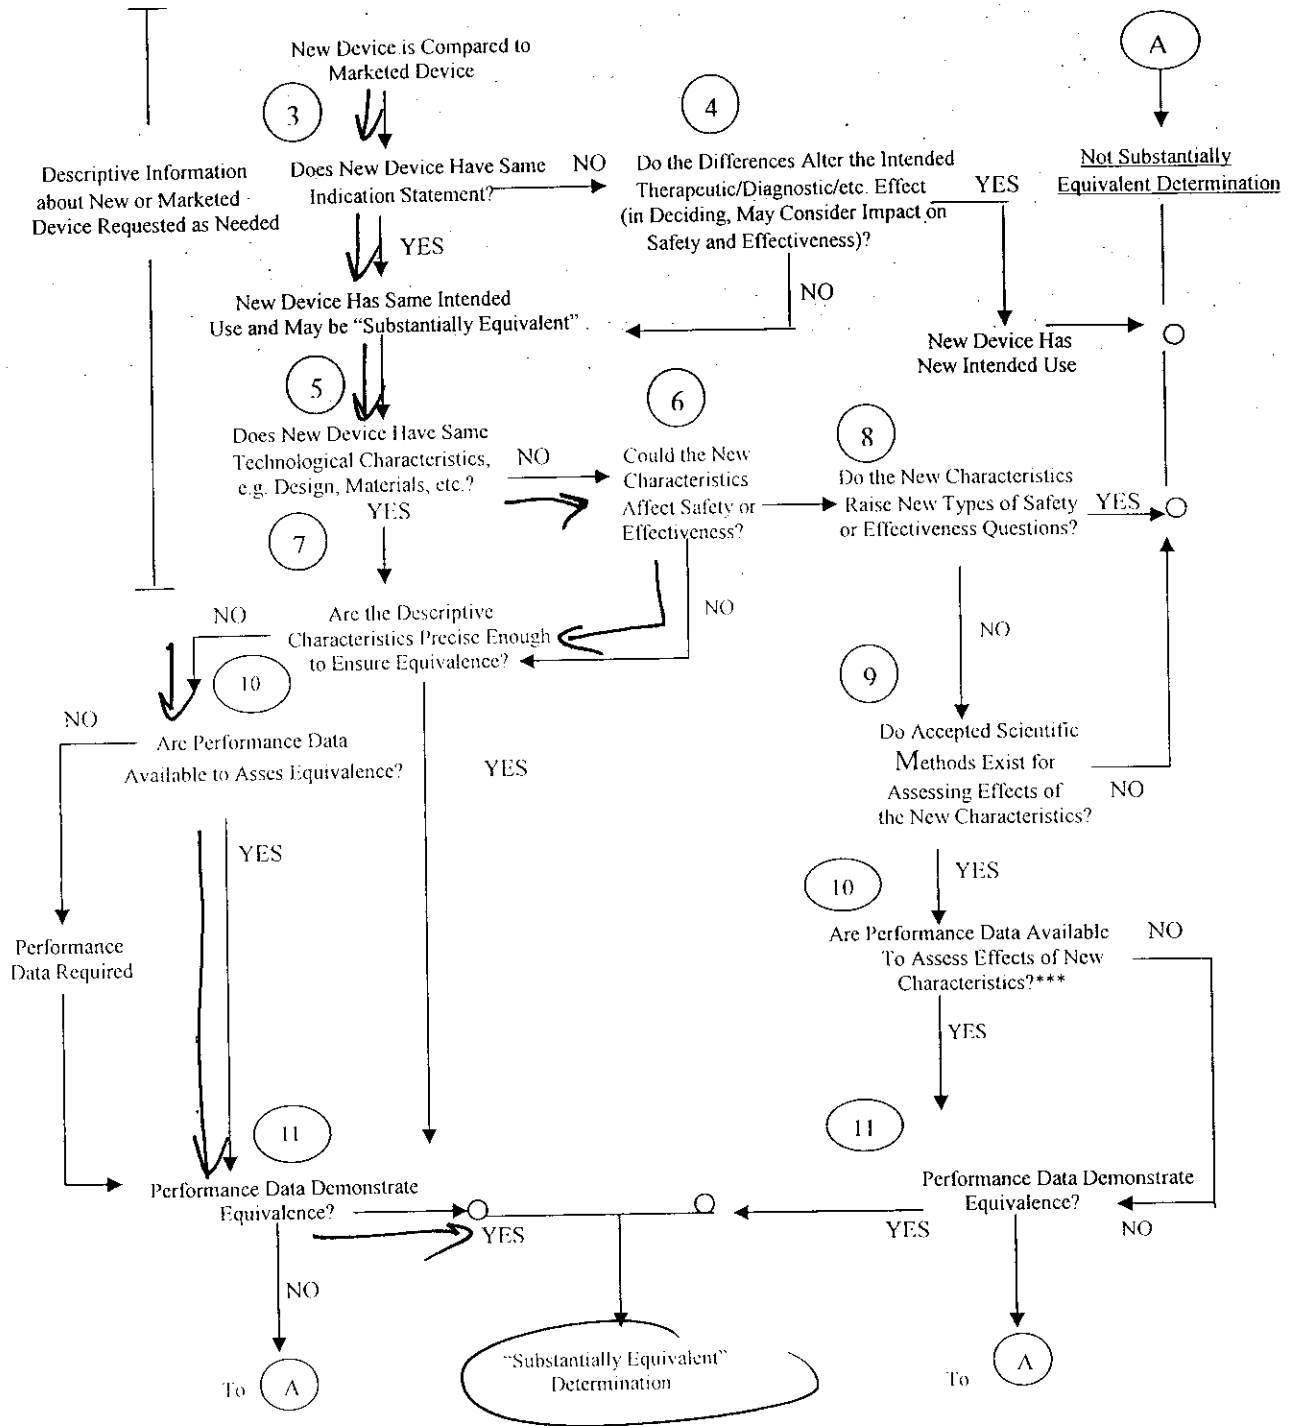 New Device is Compared to
Marketed Device
A
3
4
Descriptive Information
about New or Marketed
Device Requested as Needed
Does New Device Have Same
Indication Statement?
NO
Do the Differences Alter the Intended
Therapeutic/Diagnostic/etc. Effect
(in Deciding, May Consider Impact on
Safety and Effectiveness)?
YES
Not Substantially
Equivalent Determination
YES
NO
New Device Has Same Intended
Use and May be “Substantially Equivalent”
New Device Has
New Intended Use
5
6
8
Does New Device Have Same
Technological Characteristics,
e.g. Design, Materials, etc.?
NO
YES
Could the New
Characteristics
Affect Safety or
Effectiveness?
Do the New Characteristics
Raise New Types of Safety
or Effectiveness Questions?
YES
7
NO
NO
NO
Are the Descriptive
Characteristics Precise Enough
to Ensure Equivalence?
10
9
NO
Are Performance Data
Available to Asses Equivalence?
YES
YES
Do Accepted Scientific
Methods Exist for
Assessing Effects of
the New Characteristics?
NO
YES
10
Performance
Data Required
Are Performance Data Available
To Assess Effects of New
Characteristics?***
NO
YES
11
11
Performance Data Demonstrate
Equivalence?
YES
Performance Data Demonstrate
Equivalence?
YES
NO
NO
"Substantially Equivalent"
Determination
To A
To A